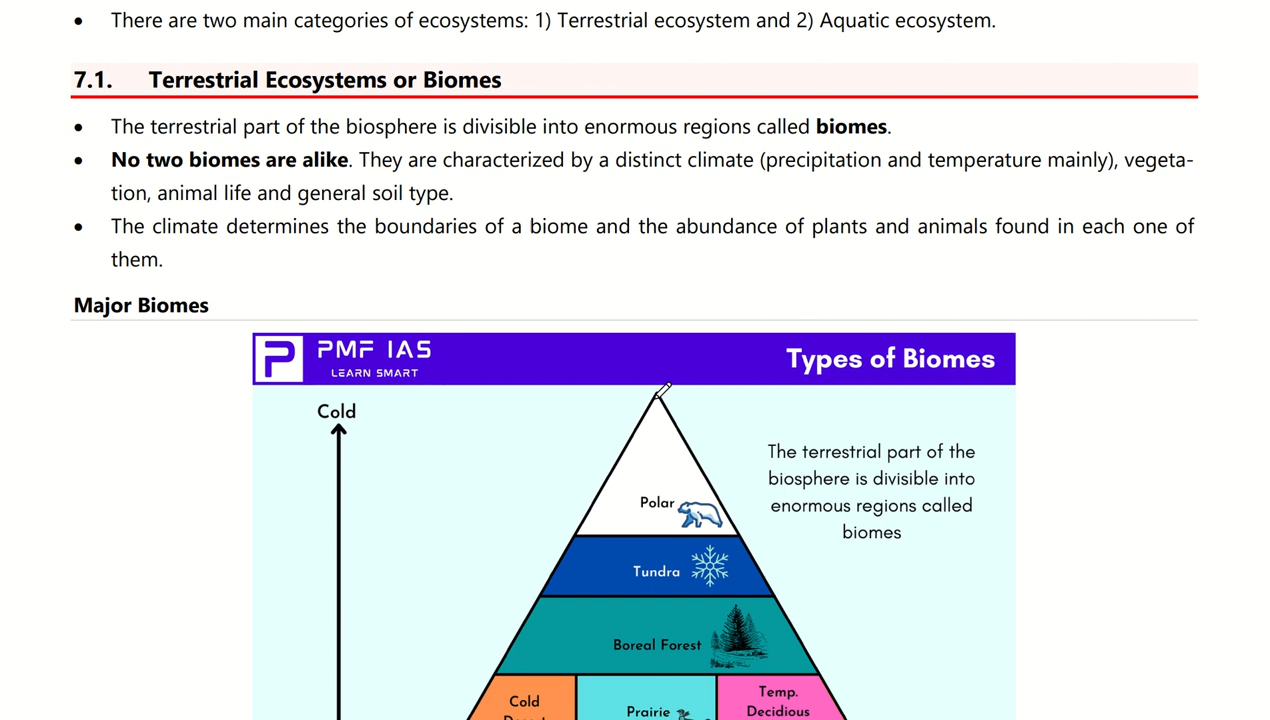 • There are two main categories of ecosystems: 1) Terrestrial ecosystem and 2) Aquatic ecosystem.
7.1. Terrestrial Ecosystems or Biomes
• The terrestrial part of the biosphere is divisible into enormous regions called biomes.
• No two biomes are alike. They are characterized by a distinct climate (precipitation and temperature mainly), vegeta-
tion, animal life and general soil type.
• The climate determines the boundaries of a biome and the abundance of plants and animals found in each one of
them.
Major Biomes
P PMF IAS
LEARN SMART
Types of Biomes
Cold
The terrestrial part of the
biosphere is divisible into
enormous regions called
biomes
Polar
Tundra
Boreal Forest
Cold
Prairie
Temp.
Decidious